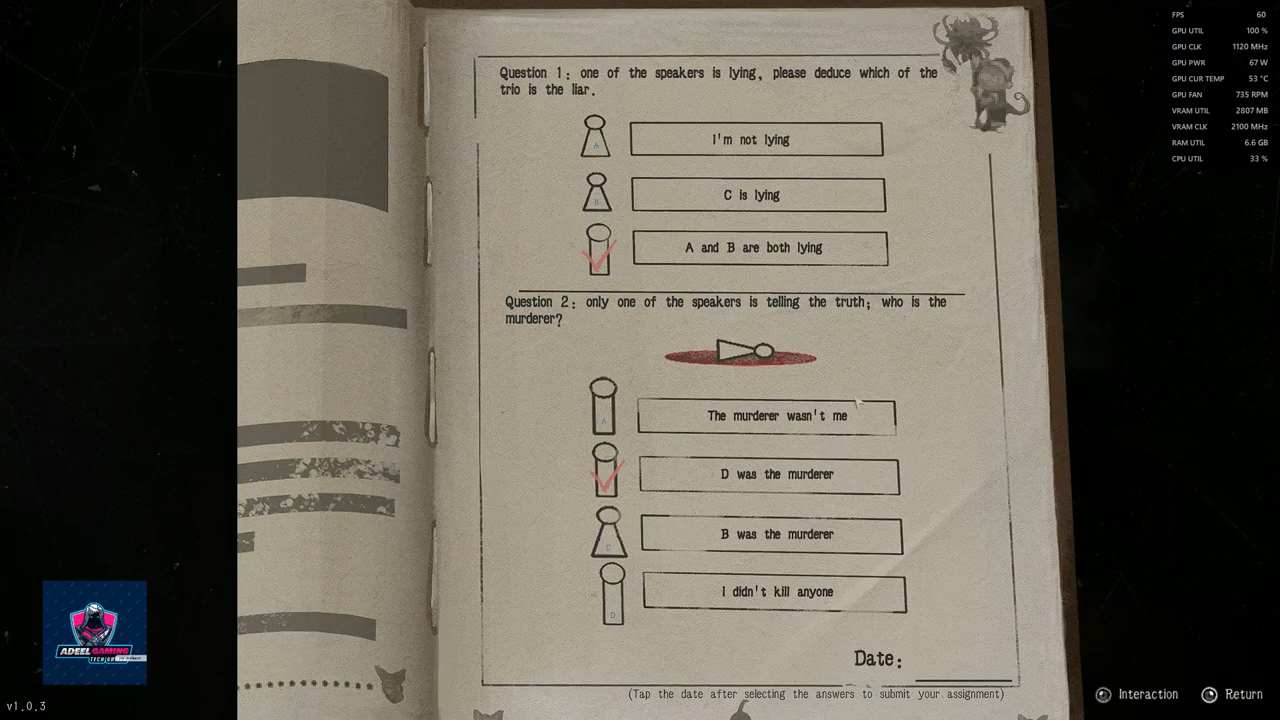 FPS 60
GPU UTIL 100 %
GPU CLK 1120 MHz
GPU PWR 67 W
GPU CUR TEMP 53 °C
GPU FAN 735 RPM
VRAM UTIL 2807 MB
VRAM CLK 2100 MHz
RAM UTIL 6.6 GB
CPU UTIL 33 %
Question 1: one of the speakers is lying, please deduce which of the
trio is the liar.
A I'm not lying
B C is lying
A and B are both lying
Question 2: only one of the speakers is telling the truth; who is the
murderer?
A The murderer wasn't me
D was the murderer
C B was the murderer
D I didn't kill anyone
Date:
(Tap the date after selecting the answers to submit your assignment)
ADEEL GAMING
v1.0.3
Interaction Return